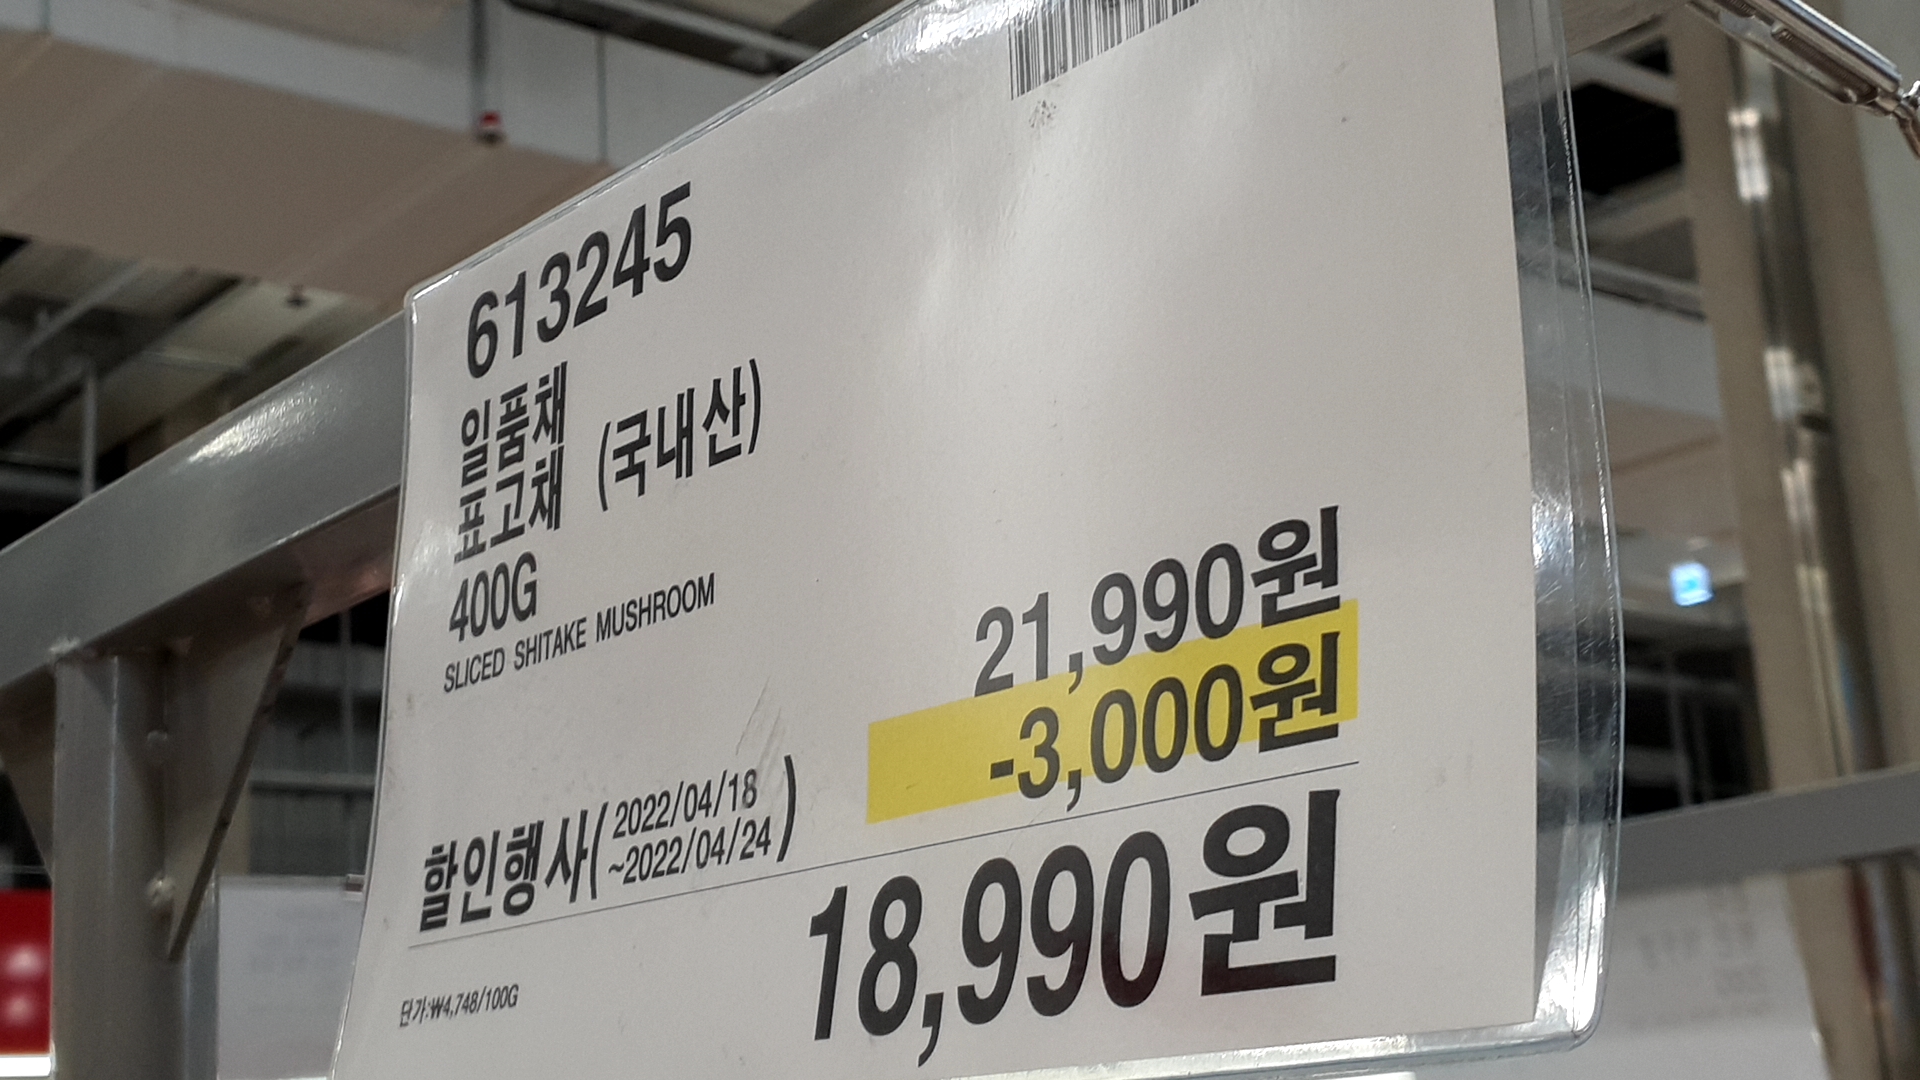 613245
일품채
표고채 (국내산)
400G
SLICED SHITAKE MUSHROOM
21,990원
-3,000원
할인행사( 2022/04/18
~2022/04/24 )
18,990원
단가:₩4,748/100G